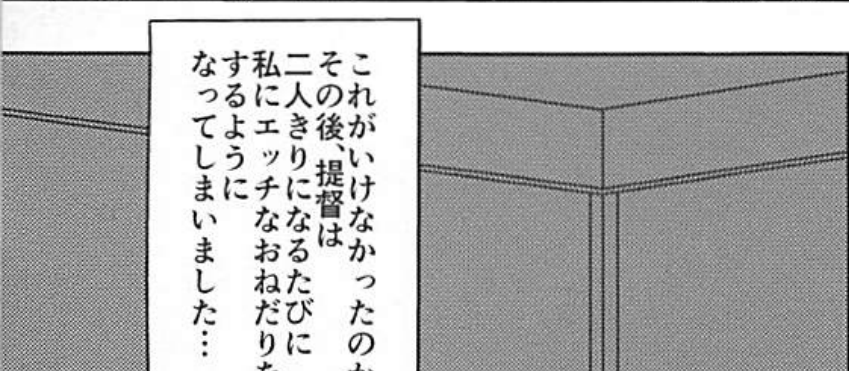 これがいけなかったのか
その後、提督は
二人きりになるたびに
私にエッチなおねだりを
するように
なってしまいました…